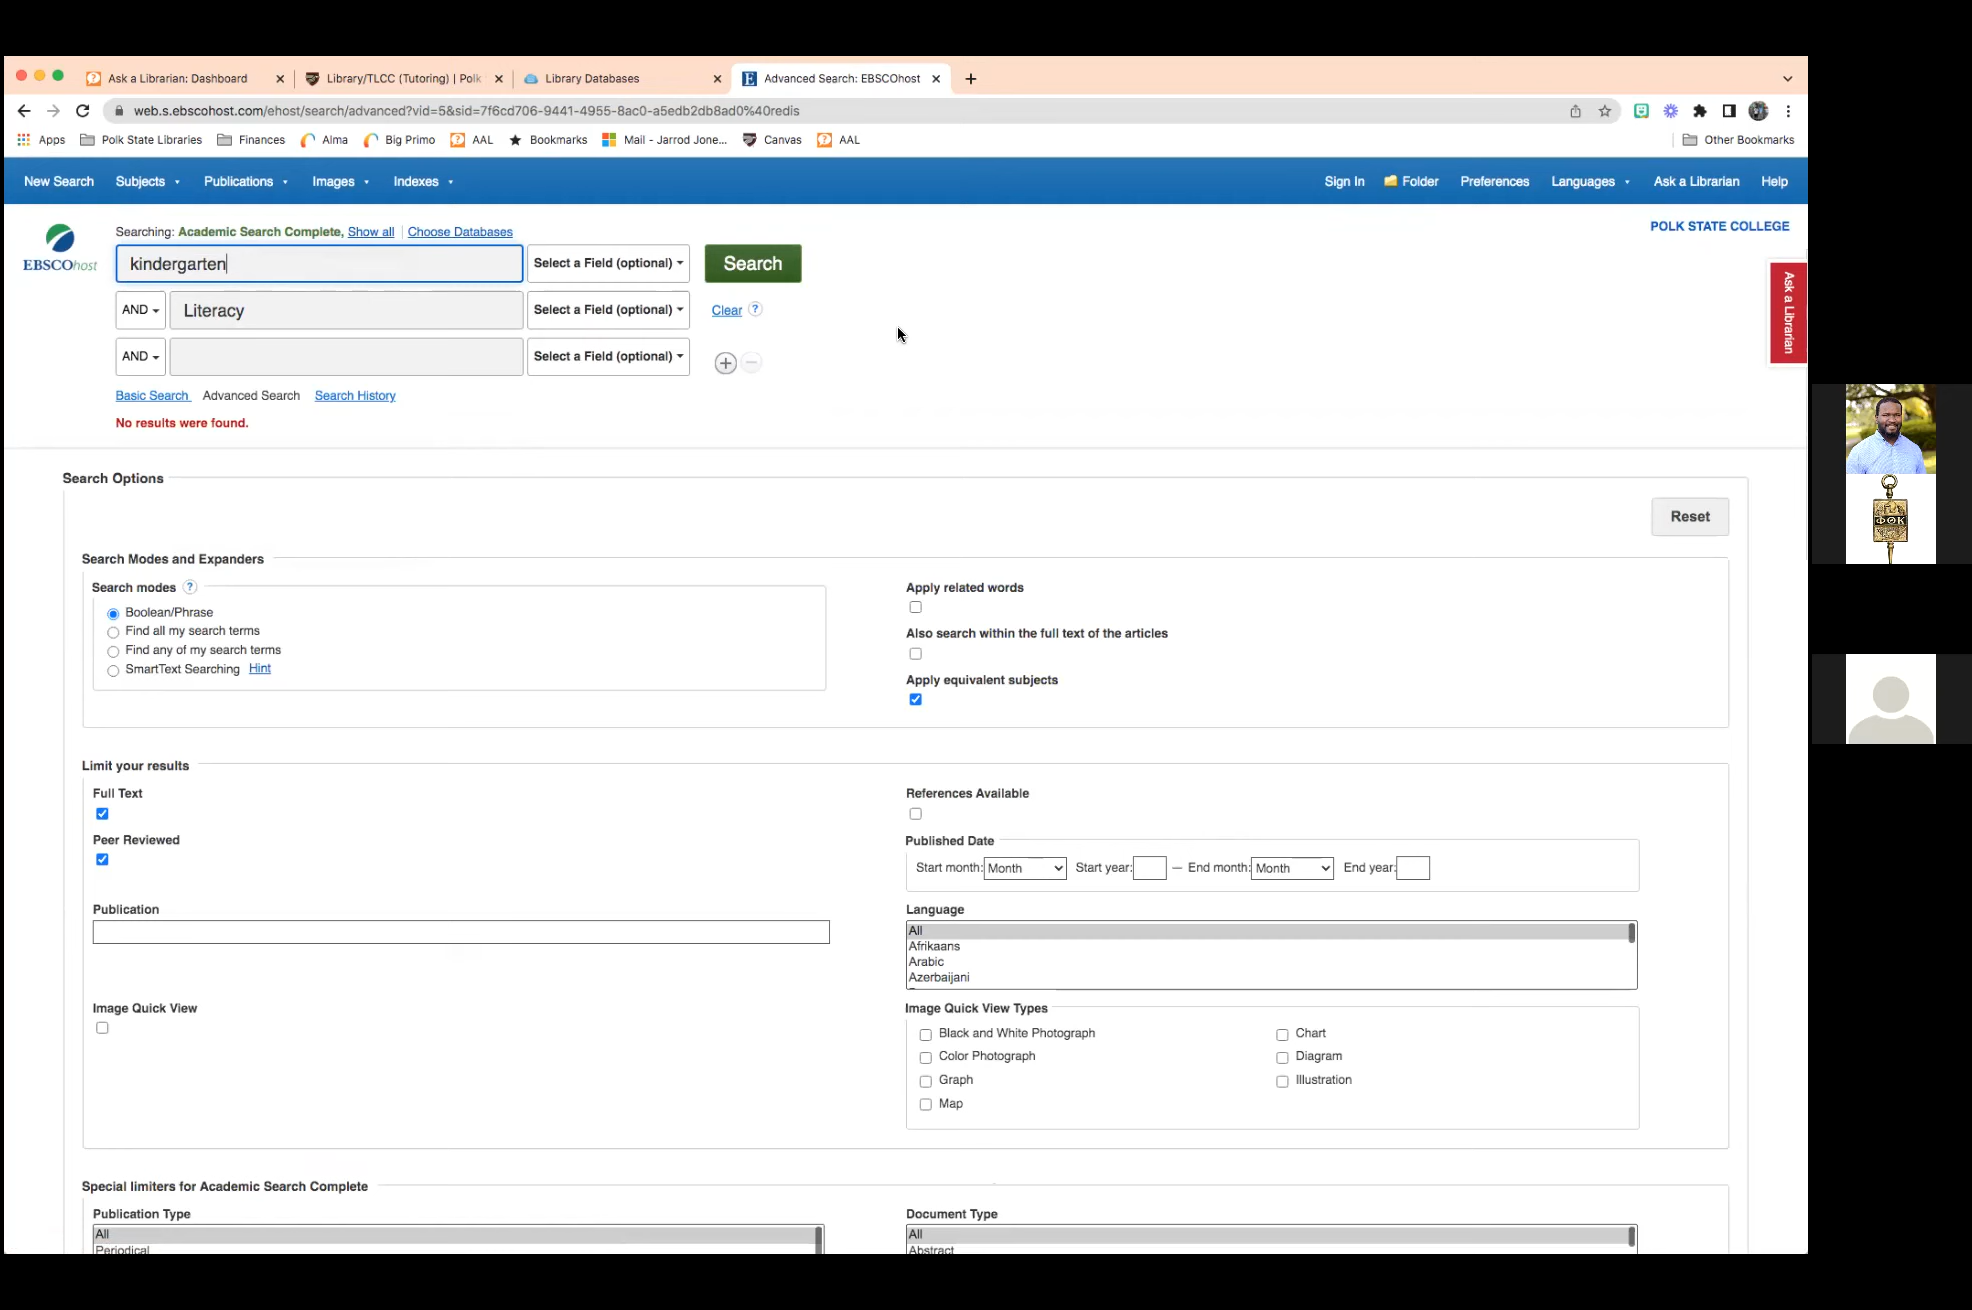 Ask a Librarian: Dashboard
Library/TLCC (Tutoring) | Polk
Library Databases
Advanced Search: EBSCOhost
web.s.ebscohost.com/ehost/search/advanced?vid=5&sid=7f6cd706-9441-4955-8ac0-a5edb2db8ad0%40redis
Apps Polk State Libraries Finances Alma Big Primo AAL Bookmarks Mail - Jarrod Jone... Canvas AAL Other Bookmarks
New Search Subjects Publications Images Indexes Sign In Folder Preferences Languages Ask a Librarian Help
POLK STATE COLLEGE
Searching: Academic Search Complete, Show all Choose Databases
EBSCOhost
kindergarten Select a Field (optional) Search
AND Literacy Select a Field (optional) Clear ?
AND Select a Field (optional)
Ask a Librarian
Basic Search Advanced Search Search History
No results were found.
Search Options
Reset
Search Modes and Expanders
Search modes ?
Boolean/Phrase
Find all my search terms
Find any of my search terms
SmartText Searching Hint
Apply related words
Also search within the full text of the articles
Apply equivalent subjects
Limit your results
Full Text
Peer Reviewed
Publication
Image Quick View
References Available
Published Date
Start month: Month Start year: – End month: Month End year:
Language
All
Afrikaans
Arabic
Azerbaijani
Image Quick View Types
Black and White Photograph Chart
Color Photograph Diagram
Graph Illustration
Map
Special limiters for Academic Search Complete
Publication Type
All
Periodical
Document Type
All
Abstract
ΦΘΚ